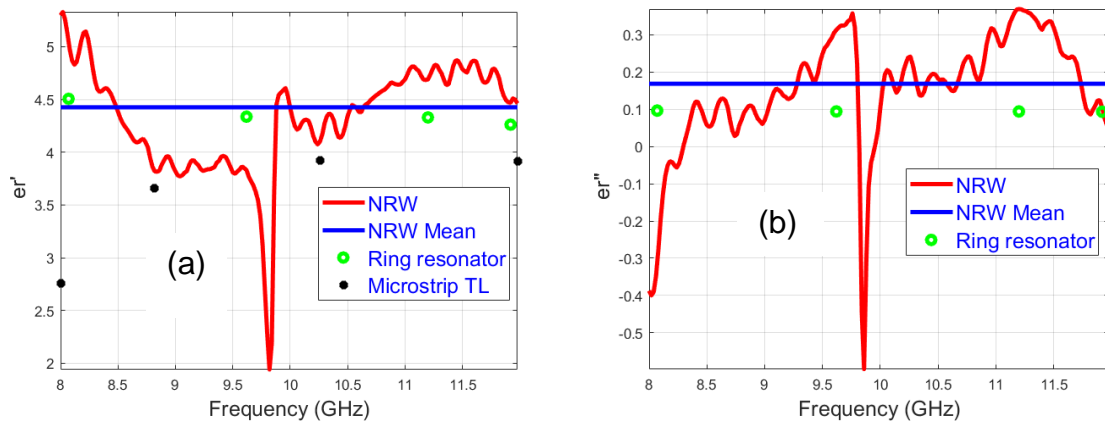 5
4.5
4
3.5
3
2.5
2
er'
8
8.5
9
9.5
10
10.5
11
11.5
Frequency (GHz)
(a)
NRW
NRW Mean
Ring resonator
Microstrip TL
0.3
0.2
0.1
0
-0.1
-0.2
-0.3
-0.4
-0.5
er"
8
8.5
9
9.5
10
10.5
11
11.5
Frequency (GHz)
(b)
NRW
NRW Mean
Ring resonator